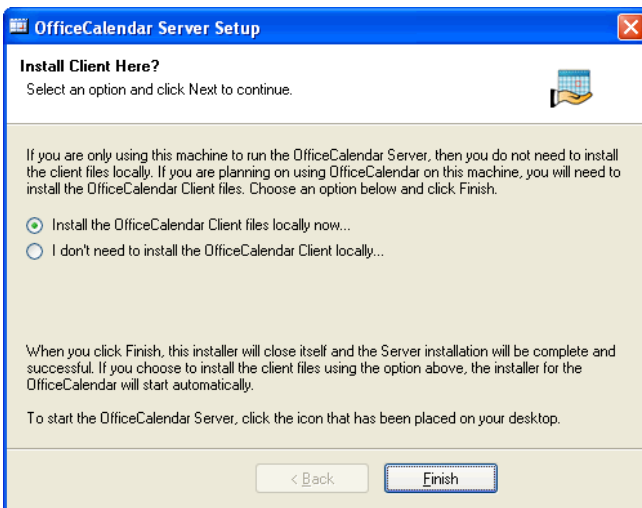 OfficeCalendar Server Setup
Install Client Here?
Select an option and click Next to continue.
If you are only using this machine to run the OfficeCalendar Server, then you do not need to install
the client files locally. If you are planning on using OfficeCalendar on this machine, you will need to
install the OfficeCalendar Client files. Choose an option below and click Finish.
Install the OfficeCalendar Client files locally now...
I don't need to install the OfficeCalendar Client locally...
When you click Finish, this installer will close itself and the Server installation will be complete and
successful. If you choose to install the client files using the option above, the installer for the
OfficeCalendar will start automatically.
To start the OfficeCalendar Server, click the icon that has been placed on your desktop.
< Back
Finish